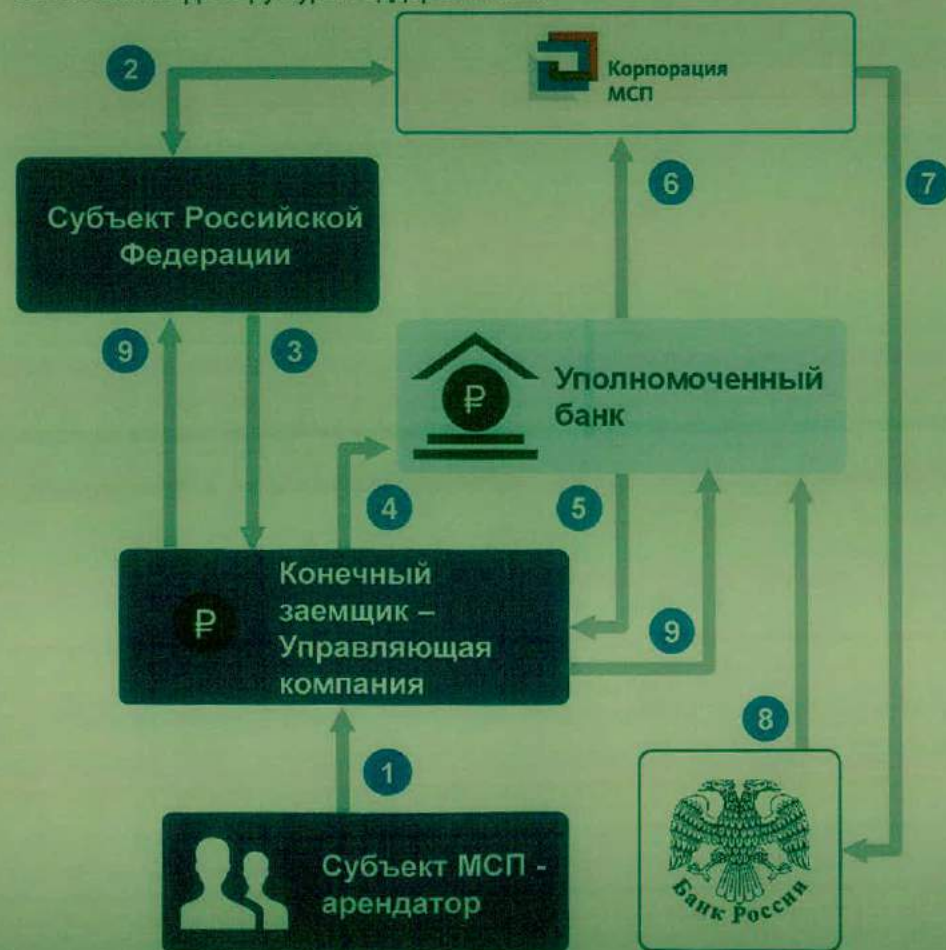 2
Корпорация
МСП
7
6
Субъект Российской
Федерации
9
3
₽
Уполномоченный
банк
4
5
₽
Конечный
заемщик –
Управляющая
компания
9
8
1
Субъект МСП -
арендатор
Банк России